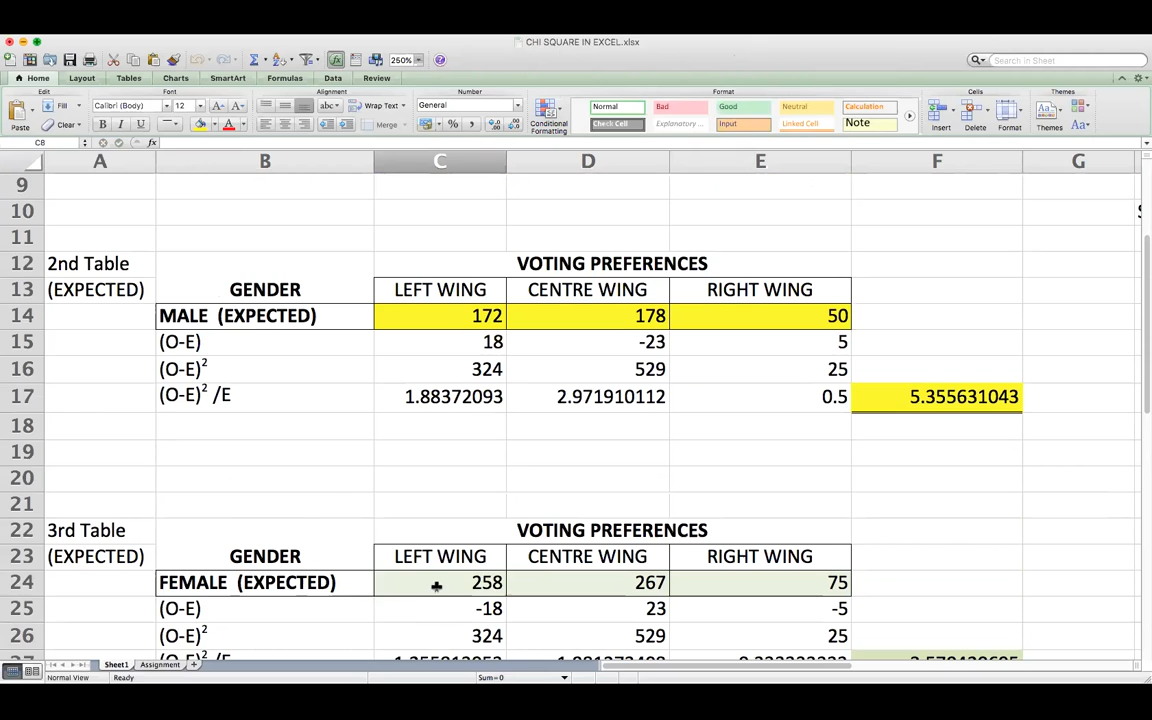 CHI SQUARE IN EXCEL.xlsx
250%
Search in Sheet
Home Layout Tables Charts SmartArt Formulas Data Review
Edit Font Alignment Number Format Cells Themes
Paste Fill Clear
Calibri (Body) 12
B I U
abc Wrap Text Merge
General
%
Conditional Formatting
Normal Bad Good Neutral Calculation
Check Cell Explanatory ... Input Linked Cell Note
Insert Delete Format Themes Aa
C8 fx
A B C D E F G
9
10
11
12 2nd Table VOTING PREFERENCES
13 (EXPECTED) GENDER LEFT WING CENTRE WING RIGHT WING
14 MALE (EXPECTED) 172 178 50
15 (O-E) 18 -23 5
16 (O-E)2 324 529 25
17 (O-E)2 /E 1.88372093 2.971910112 0.5 5.355631043
18
19
20
21
22 3rd Table VOTING PREFERENCES
23 (EXPECTED) GENDER LEFT WING CENTRE WING RIGHT WING
24 FEMALE (EXPECTED) 258 267 75
25 (O-E) -18 23 -5
26 (O-E)2 324 529 25
Sheet1 Assignment
Normal View Ready Sum=0